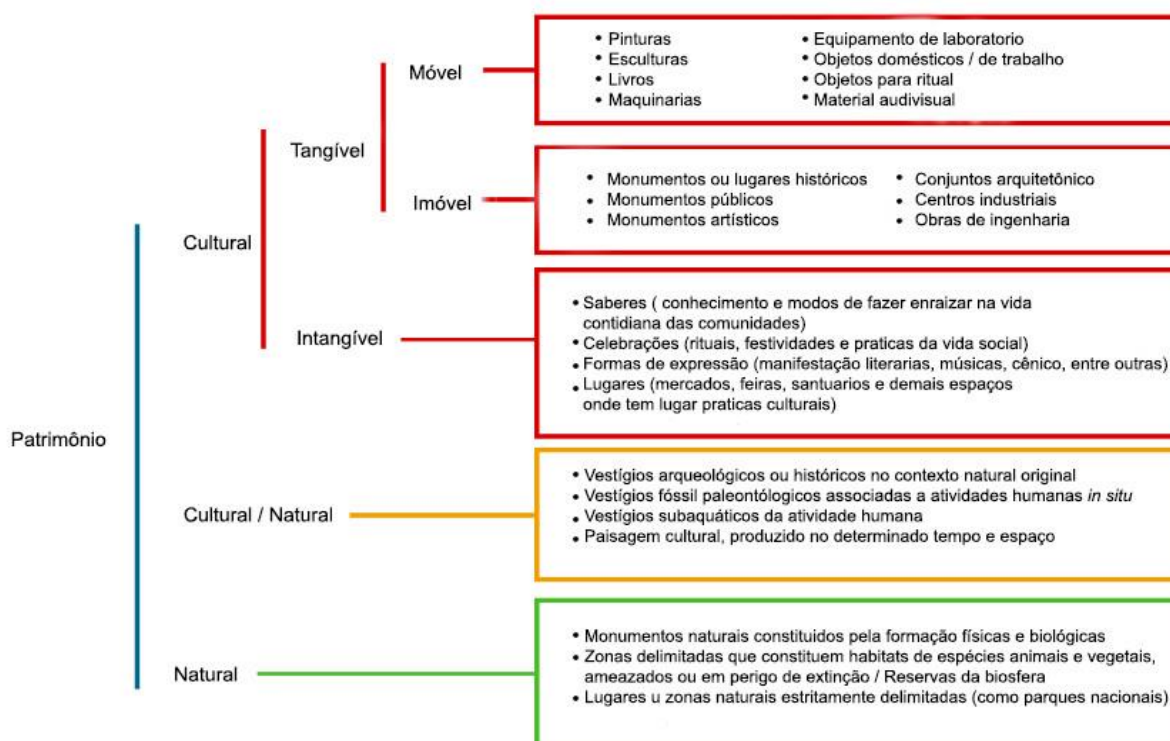 Patrimônio
Cultural
Tangível
Móvel
• Pinturas
• Esculturas
• Livros
• Maquinarias
• Equipamento de laboratorio
• Objetos domésticos / de trabalho
• Objetos para ritual
• Material audivisual
Imóvel
• Monumentos ou lugares históricos
• Monumentos públicos
• Monumentos artísticos
• Conjuntos arquitetônico
• Centros industriais
• Obras de ingenharia
Intangível
• Saberes ( conhecimento e modos de fazer enraizar na vida
contidiana das comunidades)
• Celebrações (rituais, festividades e praticas da vida social)
• Formas de expressão (manifestação literarias, músicas, cênico, entre outras)
• Lugares (mercados, feiras, santuarios e demais espaços
onde tem lugar praticas culturais)
Cultural / Natural
• Vestígios arqueológicos ou históricos no contexto natural original
• Vestígios fóssil paleontólogicos associadas a atividades humanas in situ
• Vestígios subaquáticos da atividade humana
• Paisagem cultural, produzido no determinado tempo e espaço
Natural
• Monumentos naturais constituidos pela formação físicas e biológicas
• Zonas delimitadas que constituem habitats de espécies animais e vegetais,
ameazados ou em perigo de extinção / Reservas da biosfera
• Lugares u zonas naturais estritamente delimitadas (como parques nacionais)